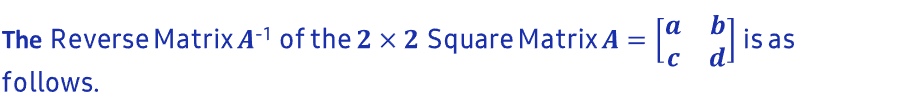 The Reverse Matrix A⁻¹ of the 2 × 2 Square Matrix A = [a b c d] is as
follows.